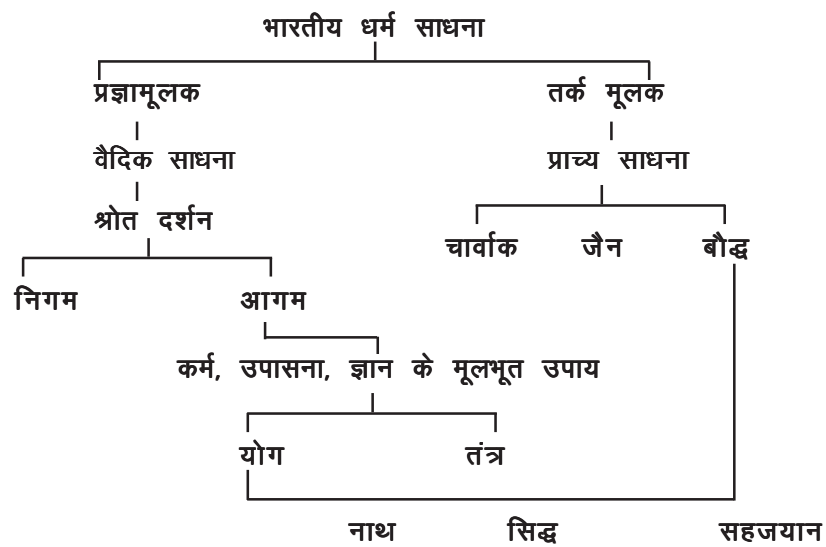 भारतीय धर्म साधना
प्रज्ञामूलक तर्क मूलक
वैदिक साधना प्राच्य साधना
श्रोत दर्शन
चार्वाक जैन बौद्ध
निगम आगम
कर्म, उपासना, ज्ञान के मूलभूत उपाय
योग तंत्र
नाथ सिद्ध सहजयान